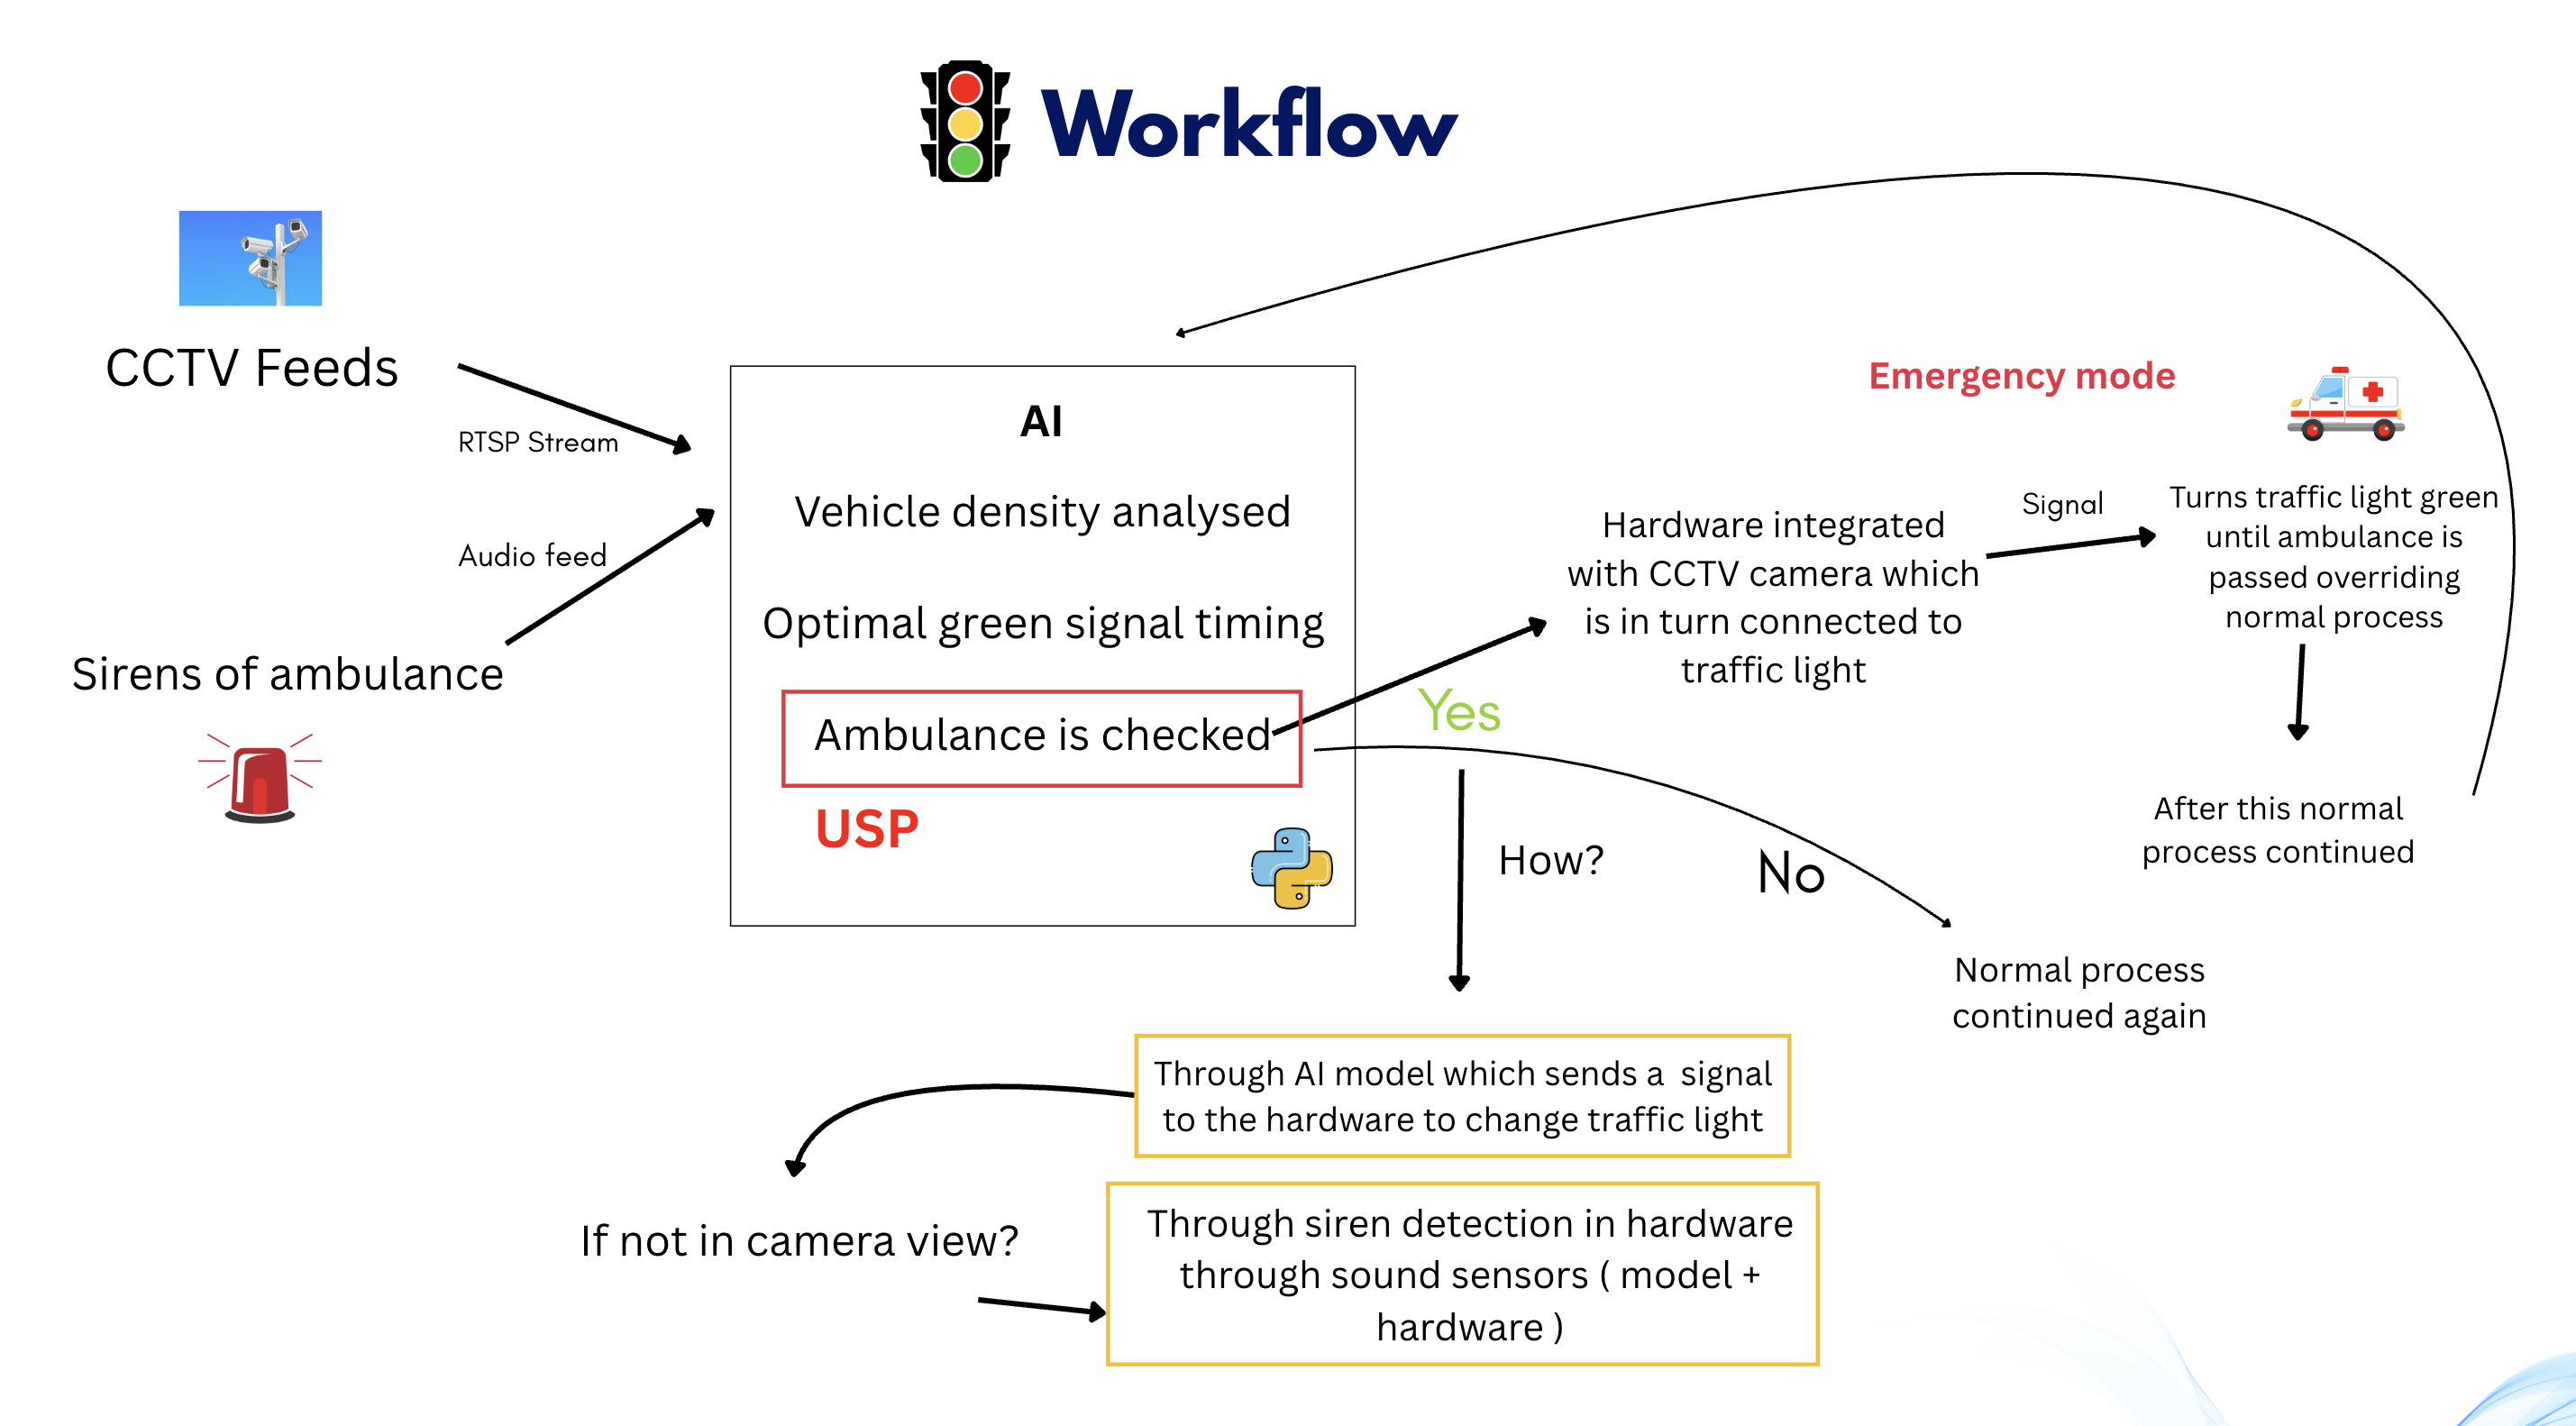 Workflow
CCTV Feeds
RTSP Stream
Audio feed
Sirens of ambulance
AI
Vehicle density analysed
Optimal green signal timing
Ambulance is checked
USP
Yes
How?
No
Hardware integrated
with CCTV camera which
is in turn connected to
traffic light
Emergency mode
Signal
Turns traffic light green
until ambulance is
passed overriding
normal process
After this normal
process continued
Normal process
continued again
Through AI model which sends a  signal
to the hardware to change traffic light
If not in camera view?
Through siren detection in hardware
through sound sensors ( model +
hardware )